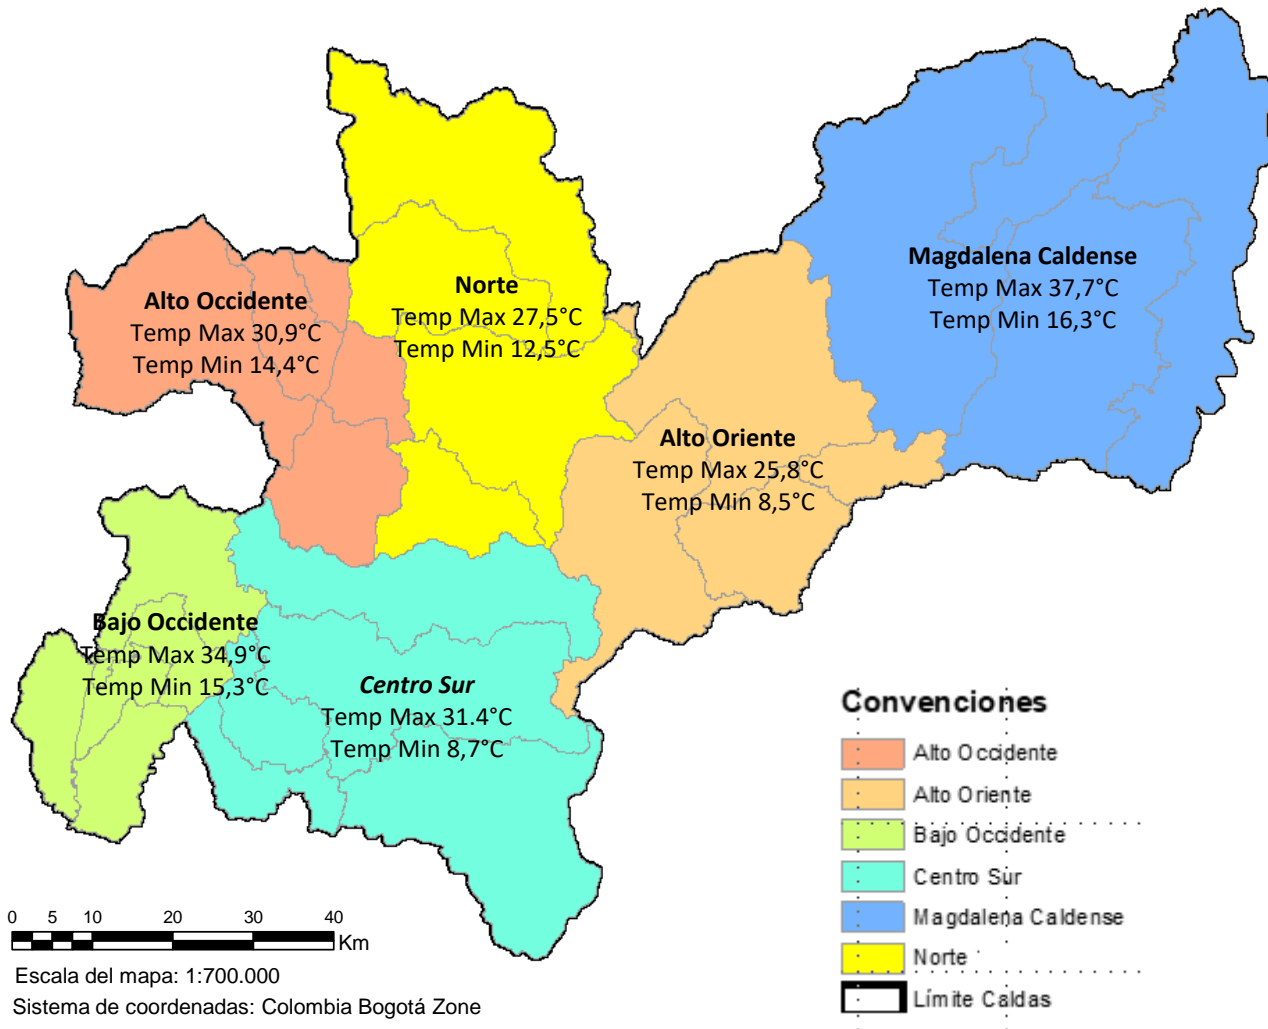 Magdalena Caldense
Temp Max 37,7°C
Temp Min 16,3°C
Norte
Temp Max 27,5°C
Temp Min 12,5°C
Alto Occidente
Temp Max 30,9°C
Temp Min 14,4°C
Alto Oriente
Temp Max 25,8°C
Temp Min 8,5°C
Bajo Occidente
Temp Max 34,9°C
Temp Min 15,3°C
Centro Sur
Temp Max 31.4°C
Temp Min 8,7°C
Convenciones
Alto Occidente
Alto Oriente
Bajo Occidente
Centro Sur
Magdalena Caldense
Norte
Límite Caldas
0 5 10 20 30 40
Km
Escala del mapa: 1:700.000
Sistema de coordenadas: Colombia Bogotá Zone